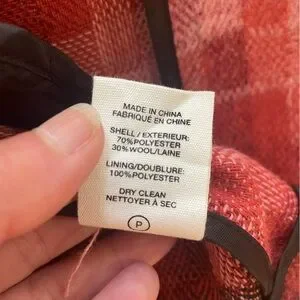 MADE IN CHINA
FABRIQUÉ EN CHINE
SHELL / EXTERIEUR:
70%POLYESTER
30%WOOL/LAINE
LINING/DOUBLURE:
100%POLYESTER
DRY CLEAN
NETTOYER À SEC
P